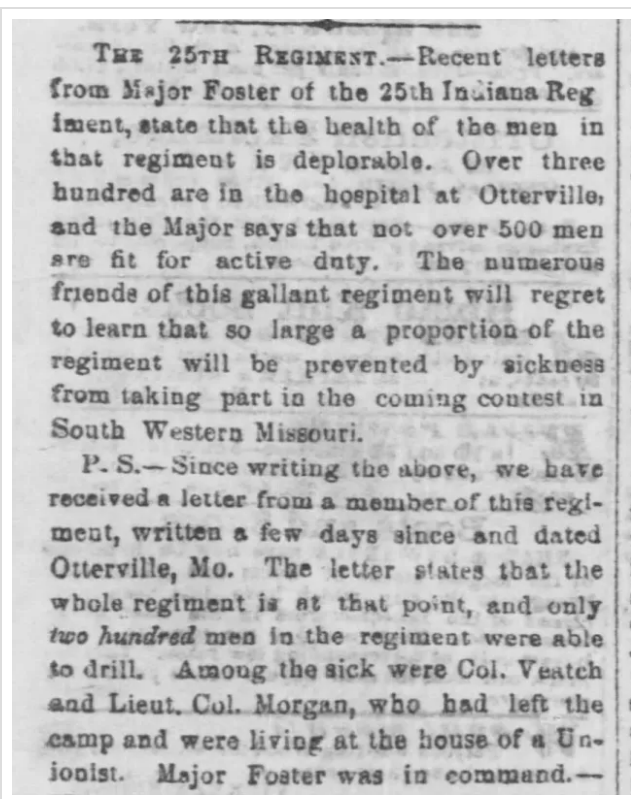 THE 25TH REGIMENT.—Recent letters
from Major Foster of the 25th Indiana Reg
iment, state that the health of the men in
that regiment is deplorable. Over three
hundred are in the hospital at Otterville,
and the Major says that not over 500 men
are fit for active duty. The numerous
friends of this gallant regiment will regret
to learn that so large a proportion of the
regiment will be prevented by sickness
from taking part in the coming contest in
South Western Missouri.
P. S.—Since writing the above, we have
received a letter from a member of this regi-
ment, written a few days since and dated
Otterville, Mo. The letter states that the
whole regiment is at that point, and only
two hundred men in the regiment were able
to drill. Among the sick were Col. Veatch
and Lieut. Col. Morgan, who had left the
camp and were living at the house of a Un-
ionist. Major Foster was in command.—